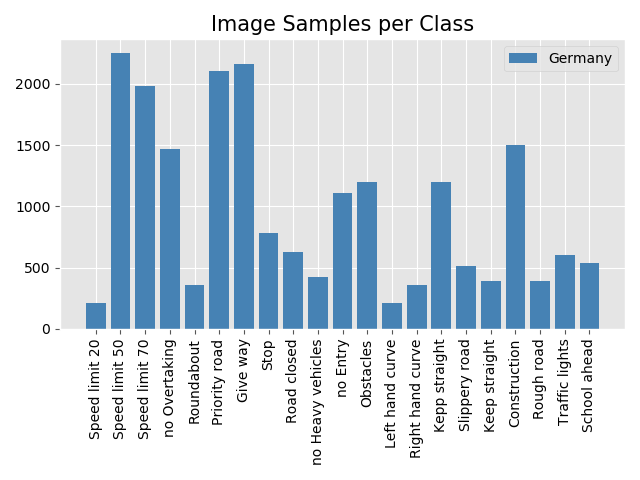 Image Samples per Class
Germany
2000
1500
1000
500
0
Speed limit 20
Speed limit 50
Speed limit 70
no Overtaking
Roundabout
Priority road
Give way
Stop
Road closed
no Heavy vehicles
no Entry
Obstacles
Left hand curve
Right hand curve
Kepp straight
Slippery road
Keep straight
Construction
Rough road
Traffic lights
School ahead